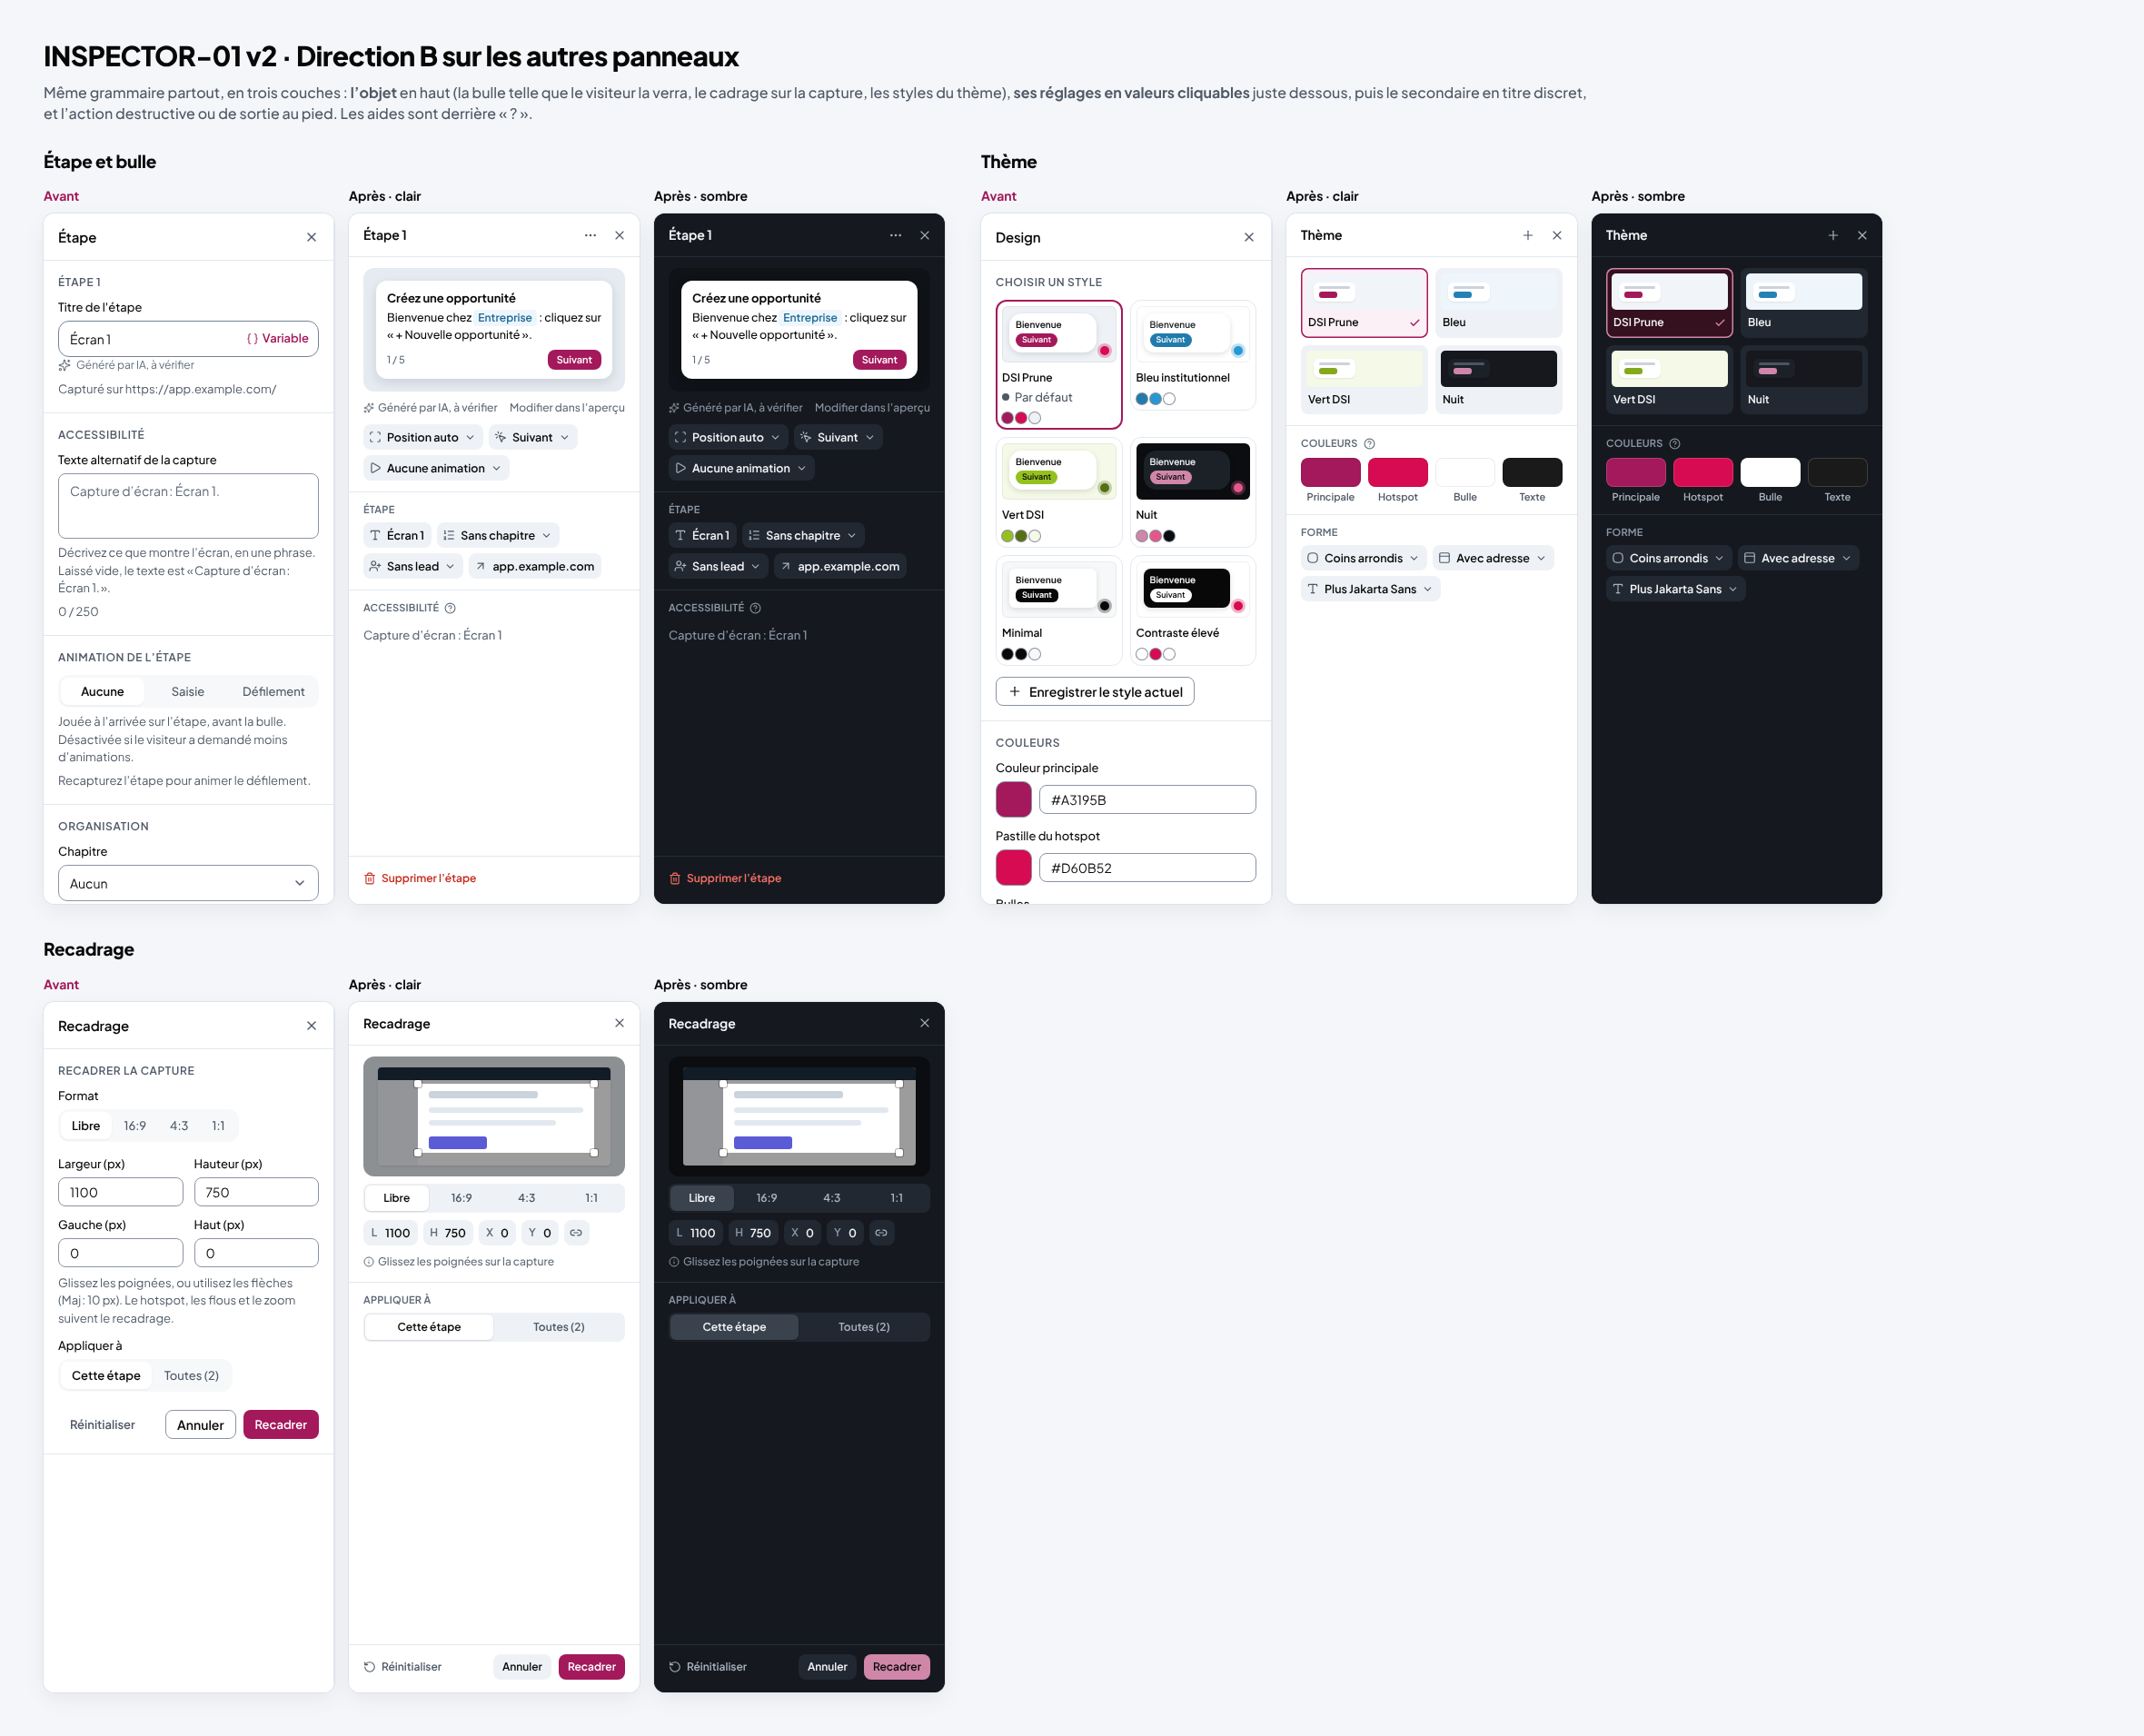 INSPECTOR-01 v2 · Direction B sur les autres panneaux
Même grammaire partout, en trois couches : l’objet en haut (la bulle telle que le visiteur la verra, le cadrage sur la capture, les styles du thème), ses réglages en valeurs cliquables juste dessous, puis le secondaire en titre discret,
et l’action destructive ou de sortie au pied. Les aides sont derrière « ? ».
Étape et bulle
Avant
Étape
ÉTAPE 1
Titre de l'étape
Écran 1
{ } Variable
Généré par IA, à vérifier
Capturé sur https://app.example.com/
ACCESSIBILITÉ
Texte alternatif de la capture
Capture d’écran : Écran 1.
Décrivez ce que montre l’écran, en une phrase.
Laissé vide, le texte est « Capture d’écran :
Écran 1. ».
0 / 250
ANIMATION DE L’ÉTAPE
Aucune Saisie Défilement
Jouée à l’arrivée sur l’étape, avant la bulle.
Désactivée si le visiteur a demandé moins
d’animations.
Recapturez l’étape pour animer le défilement.
ORGANISATION
Chapitre
Aucun
Après · clair
Étape 1
Créez une opportunité
Bienvenue chez Entreprise : cliquez sur
« + Nouvelle opportunité ».
1 / 5
Suivant
Généré par IA, à vérifier Modifier dans l’aperçu
Position auto Suivant
Aucune animation
ÉTAPE
Écran 1 Sans chapitre
Sans lead app.example.com
ACCESSIBILITÉ ?
Capture d’écran : Écran 1
Supprimer l’étape
Après · sombre
Étape 1
Créez une opportunité
Bienvenue chez Entreprise : cliquez sur
« + Nouvelle opportunité ».
1 / 5
Suivant
Généré par IA, à vérifier Modifier dans l’aperçu
Position auto Suivant
Aucune animation
ÉTAPE
Écran 1 Sans chapitre
Sans lead app.example.com
ACCESSIBILITÉ ?
Capture d’écran : Écran 1
Supprimer l’étape
Thème
Avant
Design
CHOISIR UN STYLE
Bienvenue
Suivant
DSI Prune
Par défaut
Bienvenue
Suivant
Bleu institutionnel
Bienvenue
Suivant
Vert DSI
Bienvenue
Suivant
Nuit
Bienvenue
Suivant
Minimal
Bienvenue
Suivant
Contraste élevé
+ Enregistrer le style actuel
COULEURS
Couleur principale
#A3195B
Pastille du hotspot
#D60B52
Bulles
Après · clair
Thème
DSI Prune Bleu
Vert DSI Nuit
COULEURS ?
Principale Hotspot Bulle Texte
FORME
Coins arrondis Avec adresse
Plus Jakarta Sans
Après · sombre
Thème
DSI Prune Bleu
Vert DSI Nuit
COULEURS ?
Principale Hotspot Bulle Texte
FORME
Coins arrondis Avec adresse
Plus Jakarta Sans
Recadrage
Avant
Recadrage
RECADRER LA CAPTURE
Format
Libre 16:9 4:3 1:1
Largeur (px) Hauteur (px)
1100 750
Gauche (px) Haut (px)
0 0
Glissez les poignées, ou utilisez les flèches
(Maj : 10 px). Le hotspot, les flous et le zoom
suivent le recadrage.
Appliquer à
Cette étape Toutes (2)
Réinitialiser Annuler Recadrer
Après · clair
Recadrage
Libre 16:9 4:3 1:1
L 1100 H 750 X 0 Y 0
Glissez les poignées sur la capture
APPLIQUER À
Cette étape Toutes (2)
Réinitialiser Annuler Recadrer
Après · sombre
Recadrage
Libre 16:9 4:3 1:1
L 1100 H 750 X 0 Y 0
Glissez les poignées sur la capture
APPLIQUER À
Cette étape Toutes (2)
Réinitialiser Annuler Recadrer